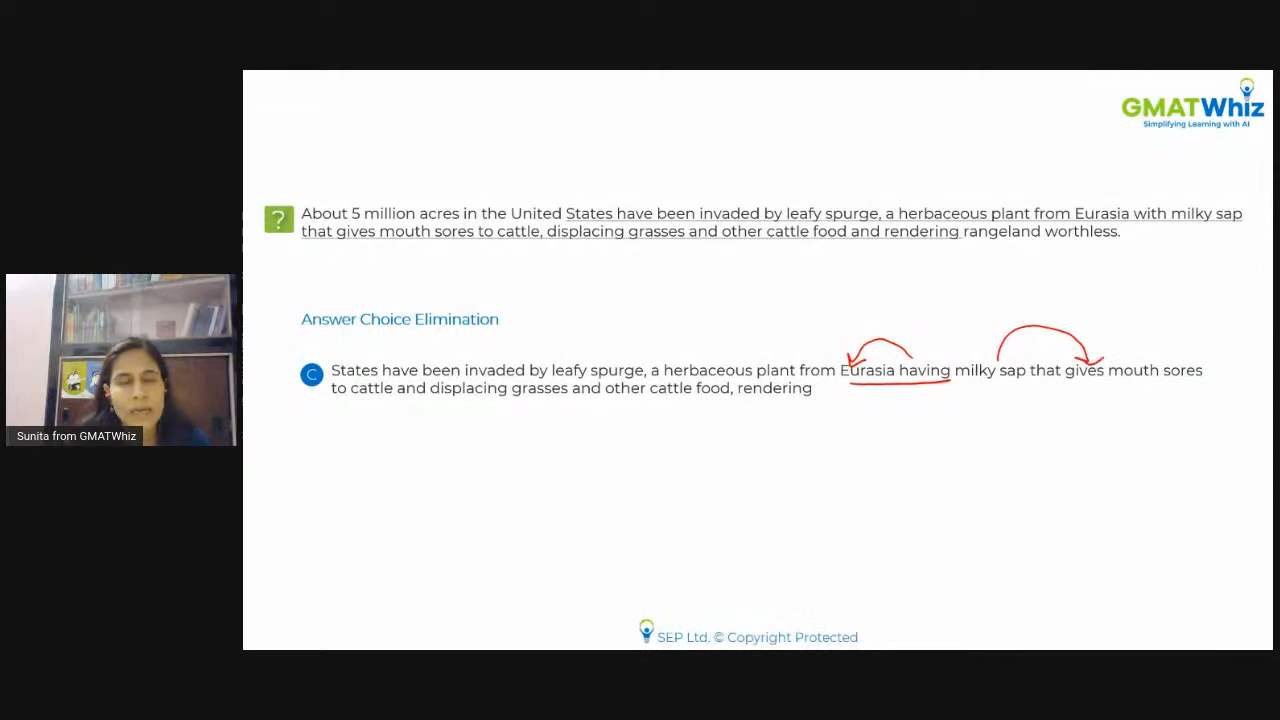 GMATWhiz
Simplifying Learning with AI
? About 5 million acres in the United States have been invaded by leafy spurge, a herbaceous plant from Eurasia with milky sap
that gives mouth sores to cattle, displacing grasses and other cattle food and rendering rangeland worthless.
Answer Choice Elimination
C States have been invaded by leafy spurge, a herbaceous plant from Eurasia having milky sap that gives mouth sores
to cattle and displacing grasses and other cattle food, rendering
Sunita from GMATWhiz
SEP Ltd. © Copyright Protected